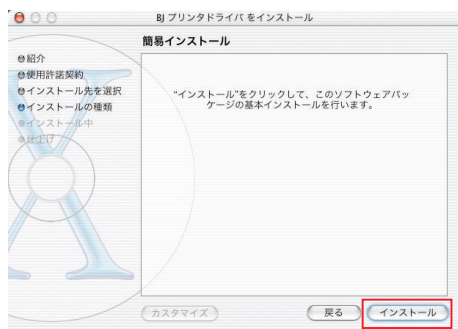 BJ プリンタドライバ をインストール
簡易インストール
紹介
使用許諾契約
インストール先を選択
インストールの種類
インストール中
仕上げ
“インストール”をクリックして、このソフトウェアパッ
ケージの基本インストールを行います。
カスタマイズ
戻る
インストール